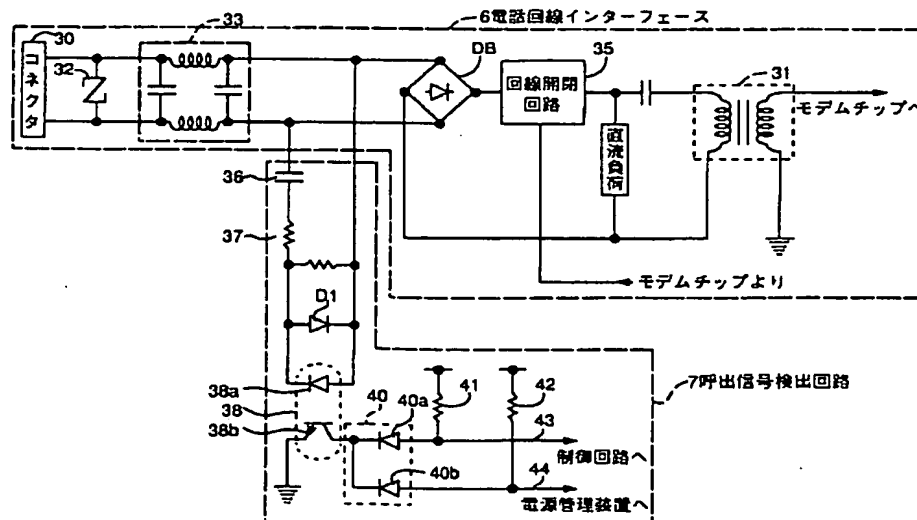 6電話回線インターフェース
30
コネクタ
32
33
DB
35
回線開閉
回路
31
モデムチップへ
直流負荷
36
37
モデムチップより
D1
38a
38
38b
40
40a
40b
41
42
7呼出信号検出回路
43
制御回路へ
44
電源管理装置へ